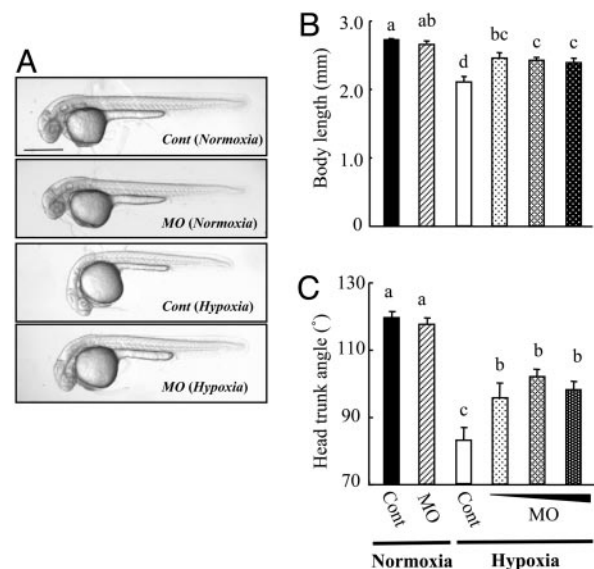 A
Cont (Normoxia)
MO (Normoxia)
Cont (Hypoxia)
MO (Hypoxia)
B
Body length (mm)
3.0
2.0
1.0
0
a
ab
d
bc
c
c
C
Head trunk angle (°)
130
110
90
70
a
a
c
b
b
b
Cont
MO
Cont
MO
Normoxia
Hypoxia